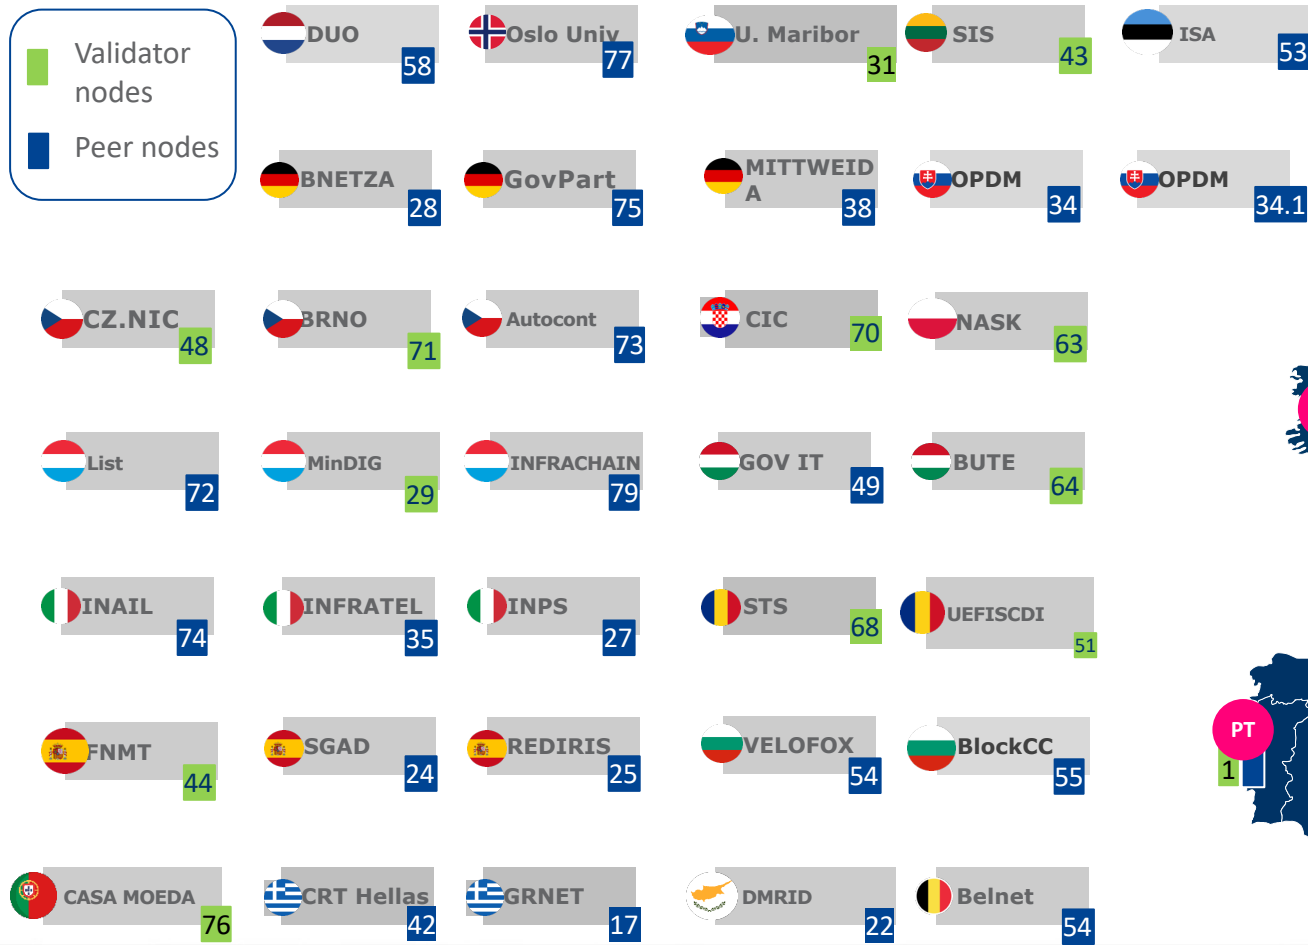 Validator
nodes
Peer nodes
DUO
58
Oslo Univ
77
U. Maribor
31
SIS
43
ISA
53
BNETZA
28
GovPart
75
MITTWEID
A
38
OPDM
34
OPDM
34.1
CZ.NIC
48
BRNO
71
Autocont
73
CIC
70
NASK
63
List
72
MinDIG
29
INFRACHAIN
79
GOV IT
49
BUTE
64
INAIL
74
INFRATEL
35
INPS
27
STS
68
UEFISCDI
51
FNMT
44
SGAD
24
REDIRIS
25
VELOFOX
54
BlockCC
55
PT
1
CASA MOEDA
76
CRT Hellas
42
GRNET
17
DMRID
22
Belnet
54